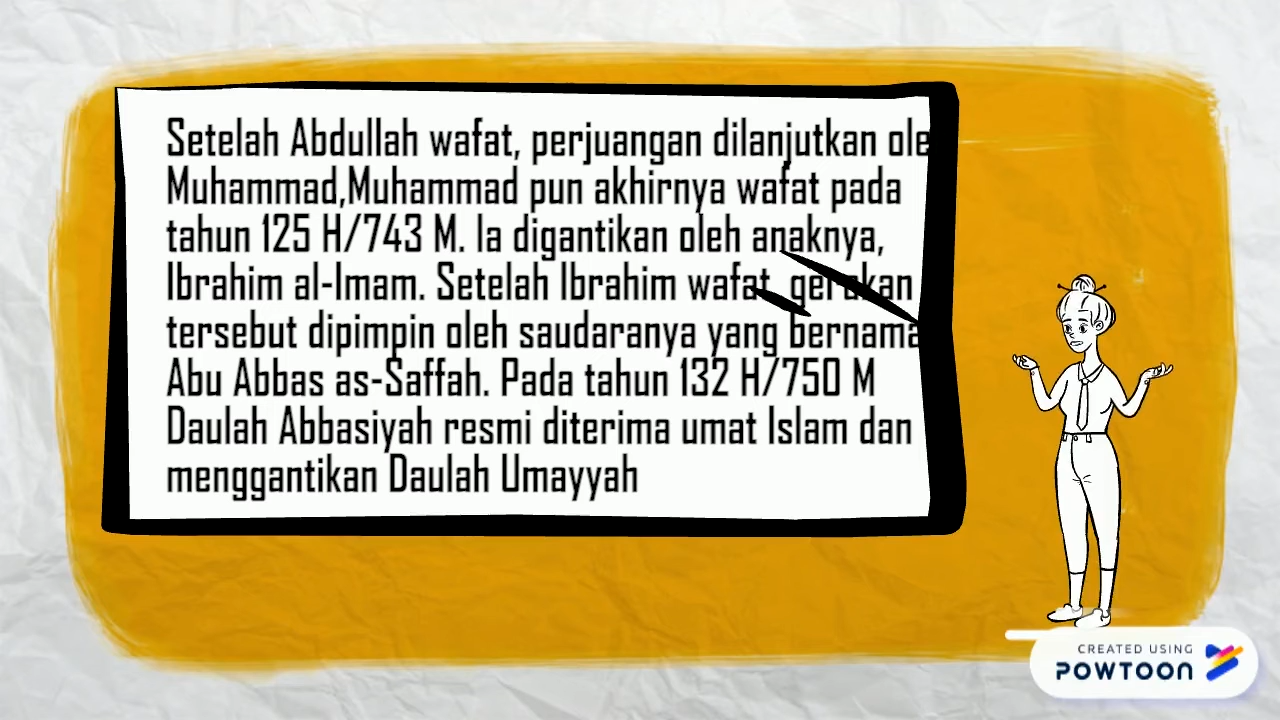 Setelah Abdullah wafat, perjuangan dilanjutkan ole
Muhammad,Muhammad pun akhirnya wafat pada
tahun 125 H/743 M. Ia digantikan oleh anaknya,
Ibrahim al-Imam. Setelah Ibrahim wafat, gerakan
tersebut dipimpin oleh saudaranya yang bernama
Abu Abbas as-Saffah. Pada tahun 132 H/750 M
Daulah Abbasiyah resmi diterima umat Islam dan
menggantikan Daulah Umayyah
CREATED USING
POWTOON